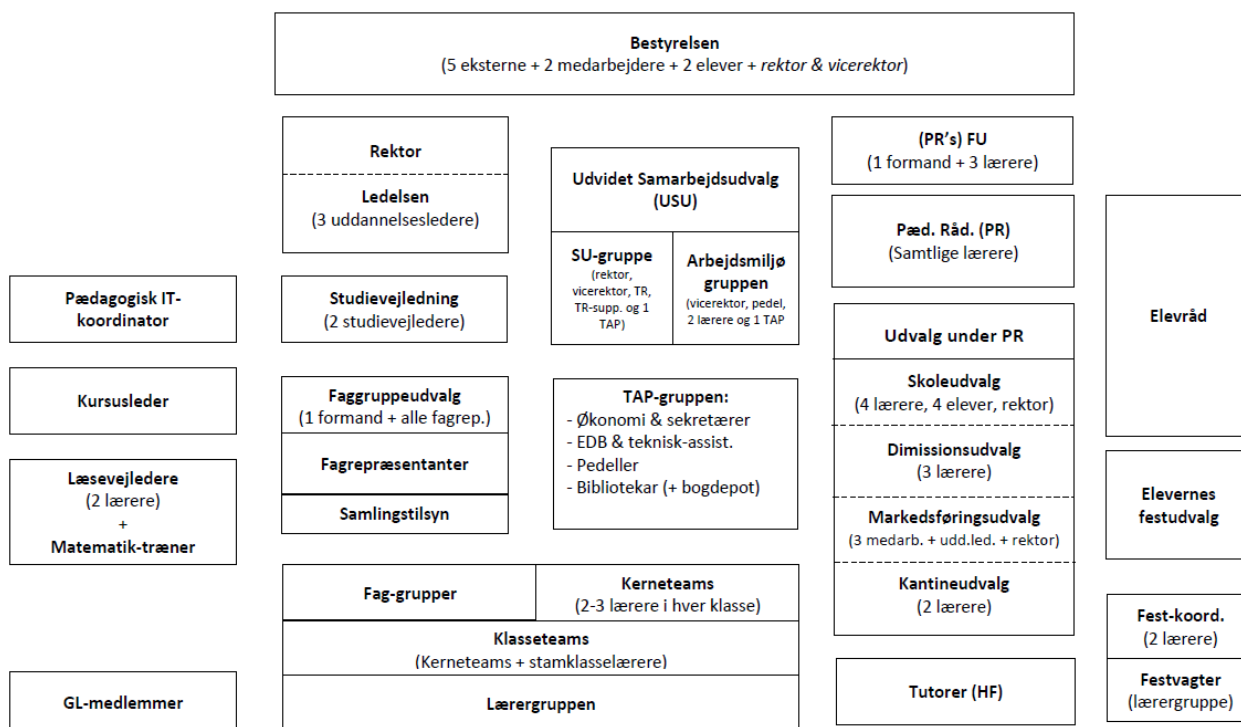 Bestyrelsen
(5 eksterne + 2 medarbejdere + 2 elever + rektor & vicerektor)
Rektor
Ledelsen
(3 uddannelsesledere)
Udvidet Samarbejdsudvalg
(USU)
SU-gruppe
(rektor,
vicerektor, TR,
TR-supp. og 1
TAP)
Arbejdsmiljø
gruppen
(vicerektor, pedel,
2 lærere og 1 TAP
(PR's) FU
(1 formand + 3 lærere)
Pæd. Råd. (PR)
(Samtlige lærere)
Elevråd
Pædagogisk IT-
koordinator
Studievejledning
(2 studievejledere)
Udvalg under PR
Skoleudvalg
(4 lærere, 4 elever, rektor)
Dimissionsudvalg
(3 lærere)
Markedsføringsudvalg
(3 medarb. + udd.led. + rektor)
Kantineudvalg
(2 lærere)
Kursusleder
Faggruppeudvalg
(1 formand + alle fagrep.)
Fagrepræsentanter
Samlingstilsyn
TAP-gruppen:
- Økonomi & sekretærer
- EDB & teknisk-assist.
- Pedeller
- Bibliotekar (+ bogdepot)
Læsevejledere
(2 lærere)
+
Matematik-træner
Elevernes
festudvalg
Fag-grupper
Kerneteams
(2-3 lærere i hver klasse)
Klasseteams
(Kerneteams + stamklasselærere)
Lærergruppen
Fest-koord.
(2 lærere)
Festvagter
(lærergruppe)
GL-medlemmer
Tutorer (HF)